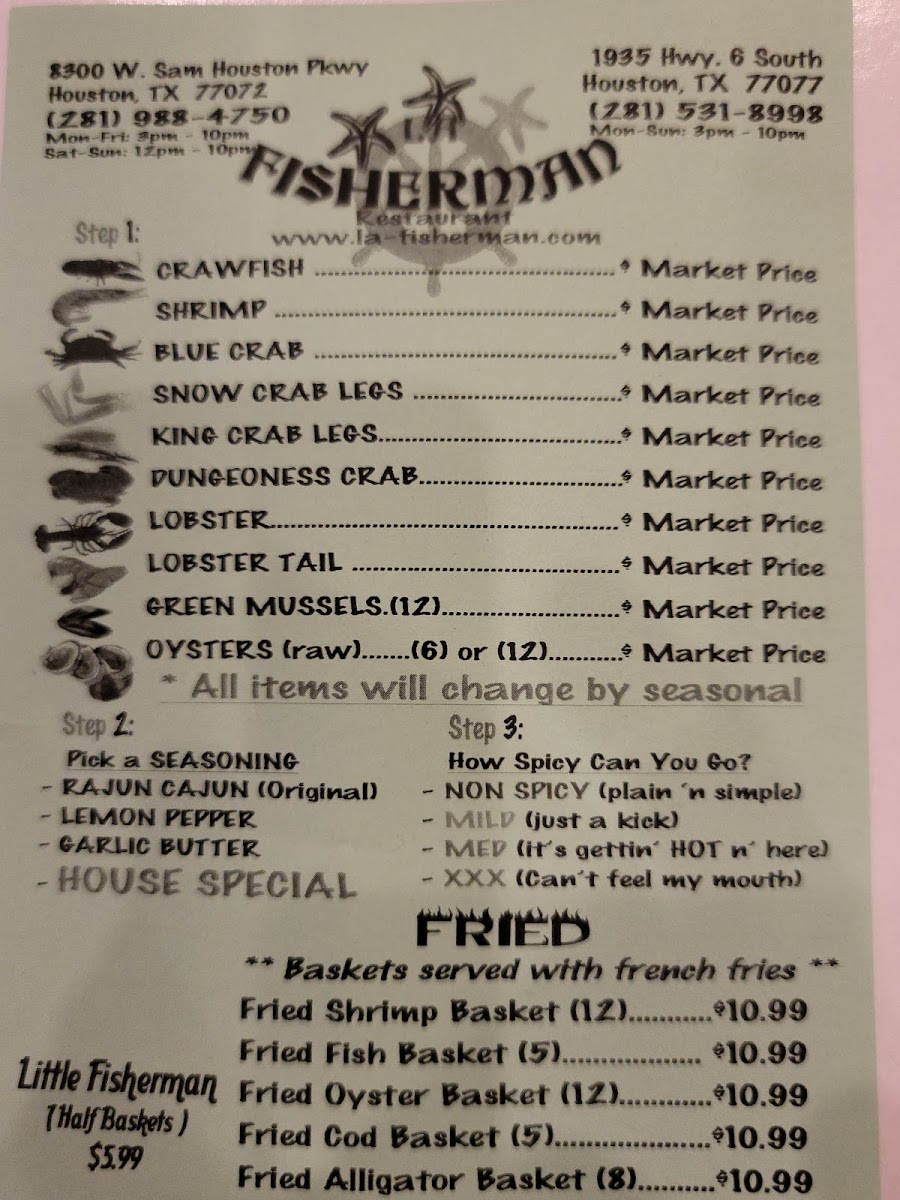 8300 W. Sam Houston Pkwy
Houston, TX 77072
(281) 988-4750
Mon-Fri: 3pm - 10pm
Sat-Sun: 12pm - 10pm
1935 Hwy. 6 South
Houston, TX 77077
(281) 531-8998
Mon-Sun: 3pm - 10pm
LA
FISHERMAN
Restaurant
www.la-fisherman.com
Step 1:
CRAWFISH ........................................$ Market Price
SHRIMP ..............................................$ Market Price
BLUE CRAB ........................................$ Market Price
SNOW CRAB LEGS ............................$ Market Price
KING CRAB LEGS................................$ Market Price
DUNGENESS CRAB...........................$ Market Price
LOBSTER..............................................$ Market Price
LOBSTER TAIL ...................................$ Market Price
GREEN MUSSELS.(12)........................$ Market Price
OYSTERS (raw).......(6) or (12)..........$ Market Price
* All items will change by seasonal
Step 2:
Pick a SEASONING
- RAJUN CAJUN (Original)
- LEMON PEPPER
- GARLIC BUTTER
- HOUSE SPECIAL
Step 3:
How Spicy Can You Go?
- NON SPICY (plain 'n simple)
- MILD (just a kick)
- MED (it's gettin' HOT n' here)
- XXX (Can't feel my mouth)
FRIED
** Baskets served with french fries **
Fried Shrimp Basket (12)...........$10.99
Fried Fish Basket (5).................. $10.99
Fried Oyster Basket (12)............$10.99
Fried Cod Basket (5)....................$10.99
Fried Alligator Basket (8)..........$10.99
Little Fisherman
(Half Baskets)
$5.99